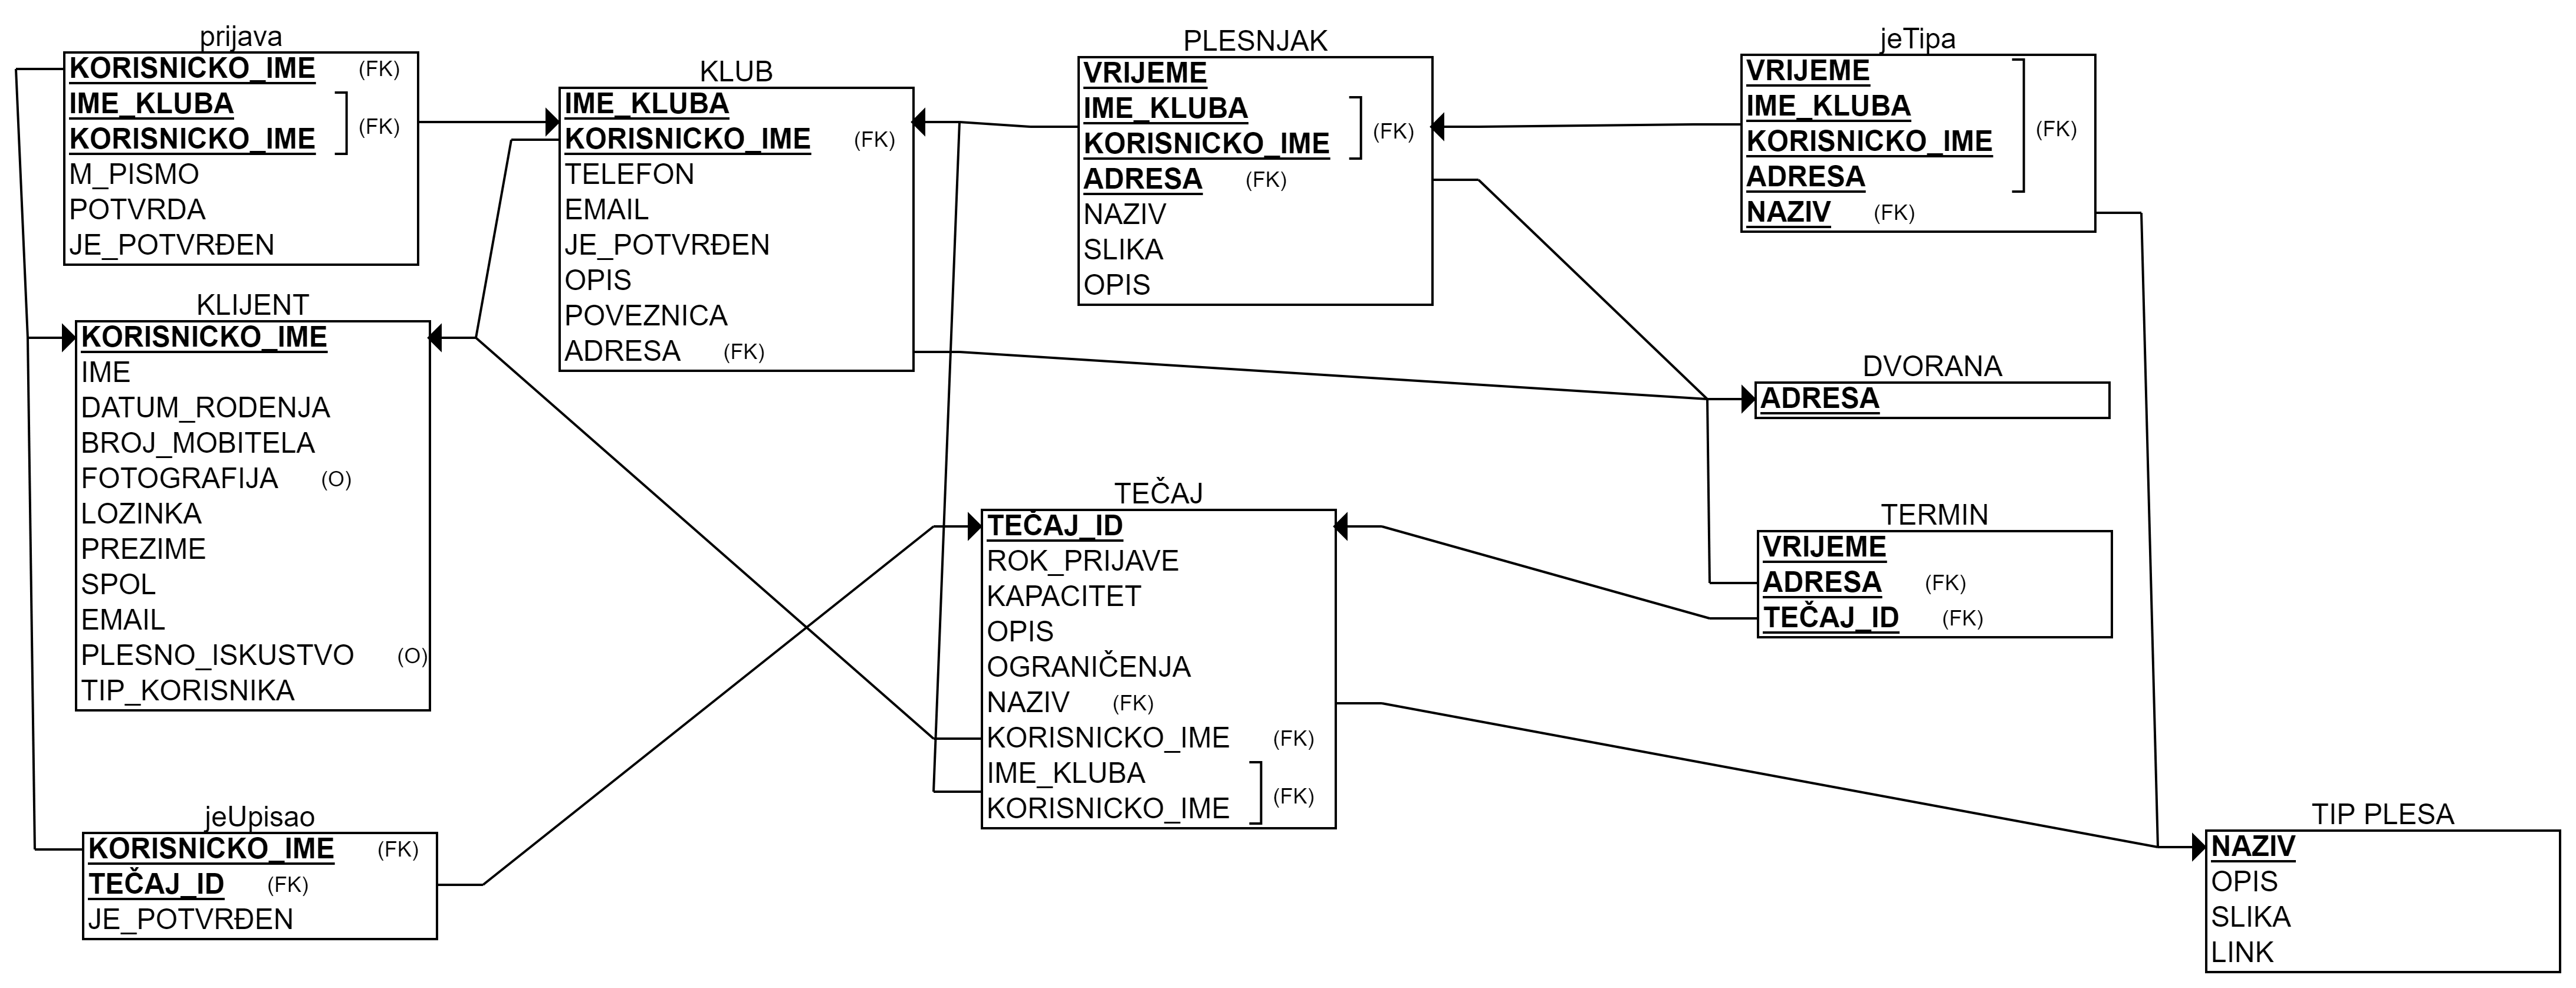 prijava
KORISNICKO_IME (FK)
IME_KLUBA
(FK)
KORISNICKO_IME
M_PISMO
POTVRDA
JE_POTVRĐEN
KLUB
IME_KLUBA
KORISNICKO_IME (FK)
TELEFON
EMAIL
JE_POTVRĐEN
OPIS
POVEZNICA
ADRESA (FK)
PLESNJAK
VRIJEME
IME_KLUBA
(FK)
KORISNICKO_IME
ADRESA (FK)
NAZIV
SLIKA
OPIS
jeTipa
VRIJEME
IME_KLUBA
(FK)
KORISNICKO_IME
ADRESA
NAZIV (FK)
KLIJENT
KORISNICKO_IME
IME
DATUM_RODENJA
BROJ_MOBITELA
FOTOGRAFIJA (O)
LOZINKA
PREZIME
SPOL
EMAIL
PLESNO_ISKUSTVO (O)
TIP_KORISNIKA
DVORANA
ADRESA
TEČAJ
TEČAJ_ID
ROK_PRIJAVE
KAPACITET
OPIS
OGRANIČENJA
NAZIV (FK)
KORISNICKO_IME (FK)
IME_KLUBA
(FK)
KORISNICKO_IME
TERMIN
VRIJEME
ADRESA (FK)
TEČAJ_ID (FK)
jeUpisao
KORISNICKO_IME (FK)
TEČAJ_ID (FK)
JE_POTVRĐEN
TIP PLESA
NAZIV
OPIS
SLIKA
LINK